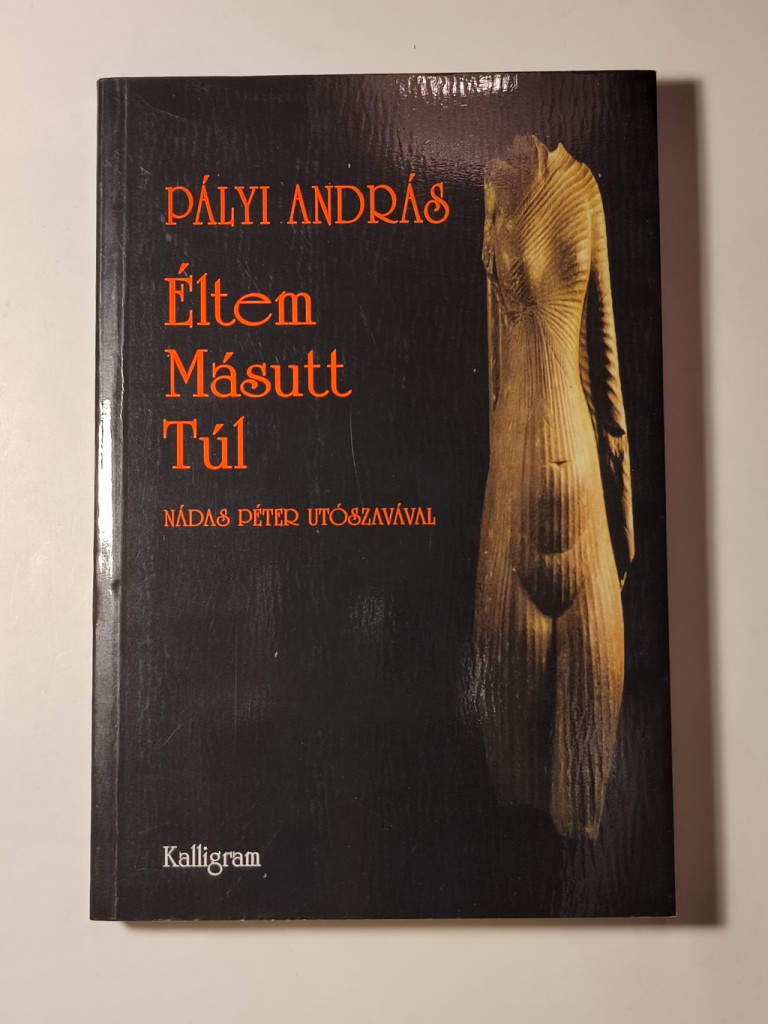 PÁLYI ANDRÁS
Éltem
Másutt
Túl
NÁDAS PÉTER UTÓSZAVÁVAL
Kalligram